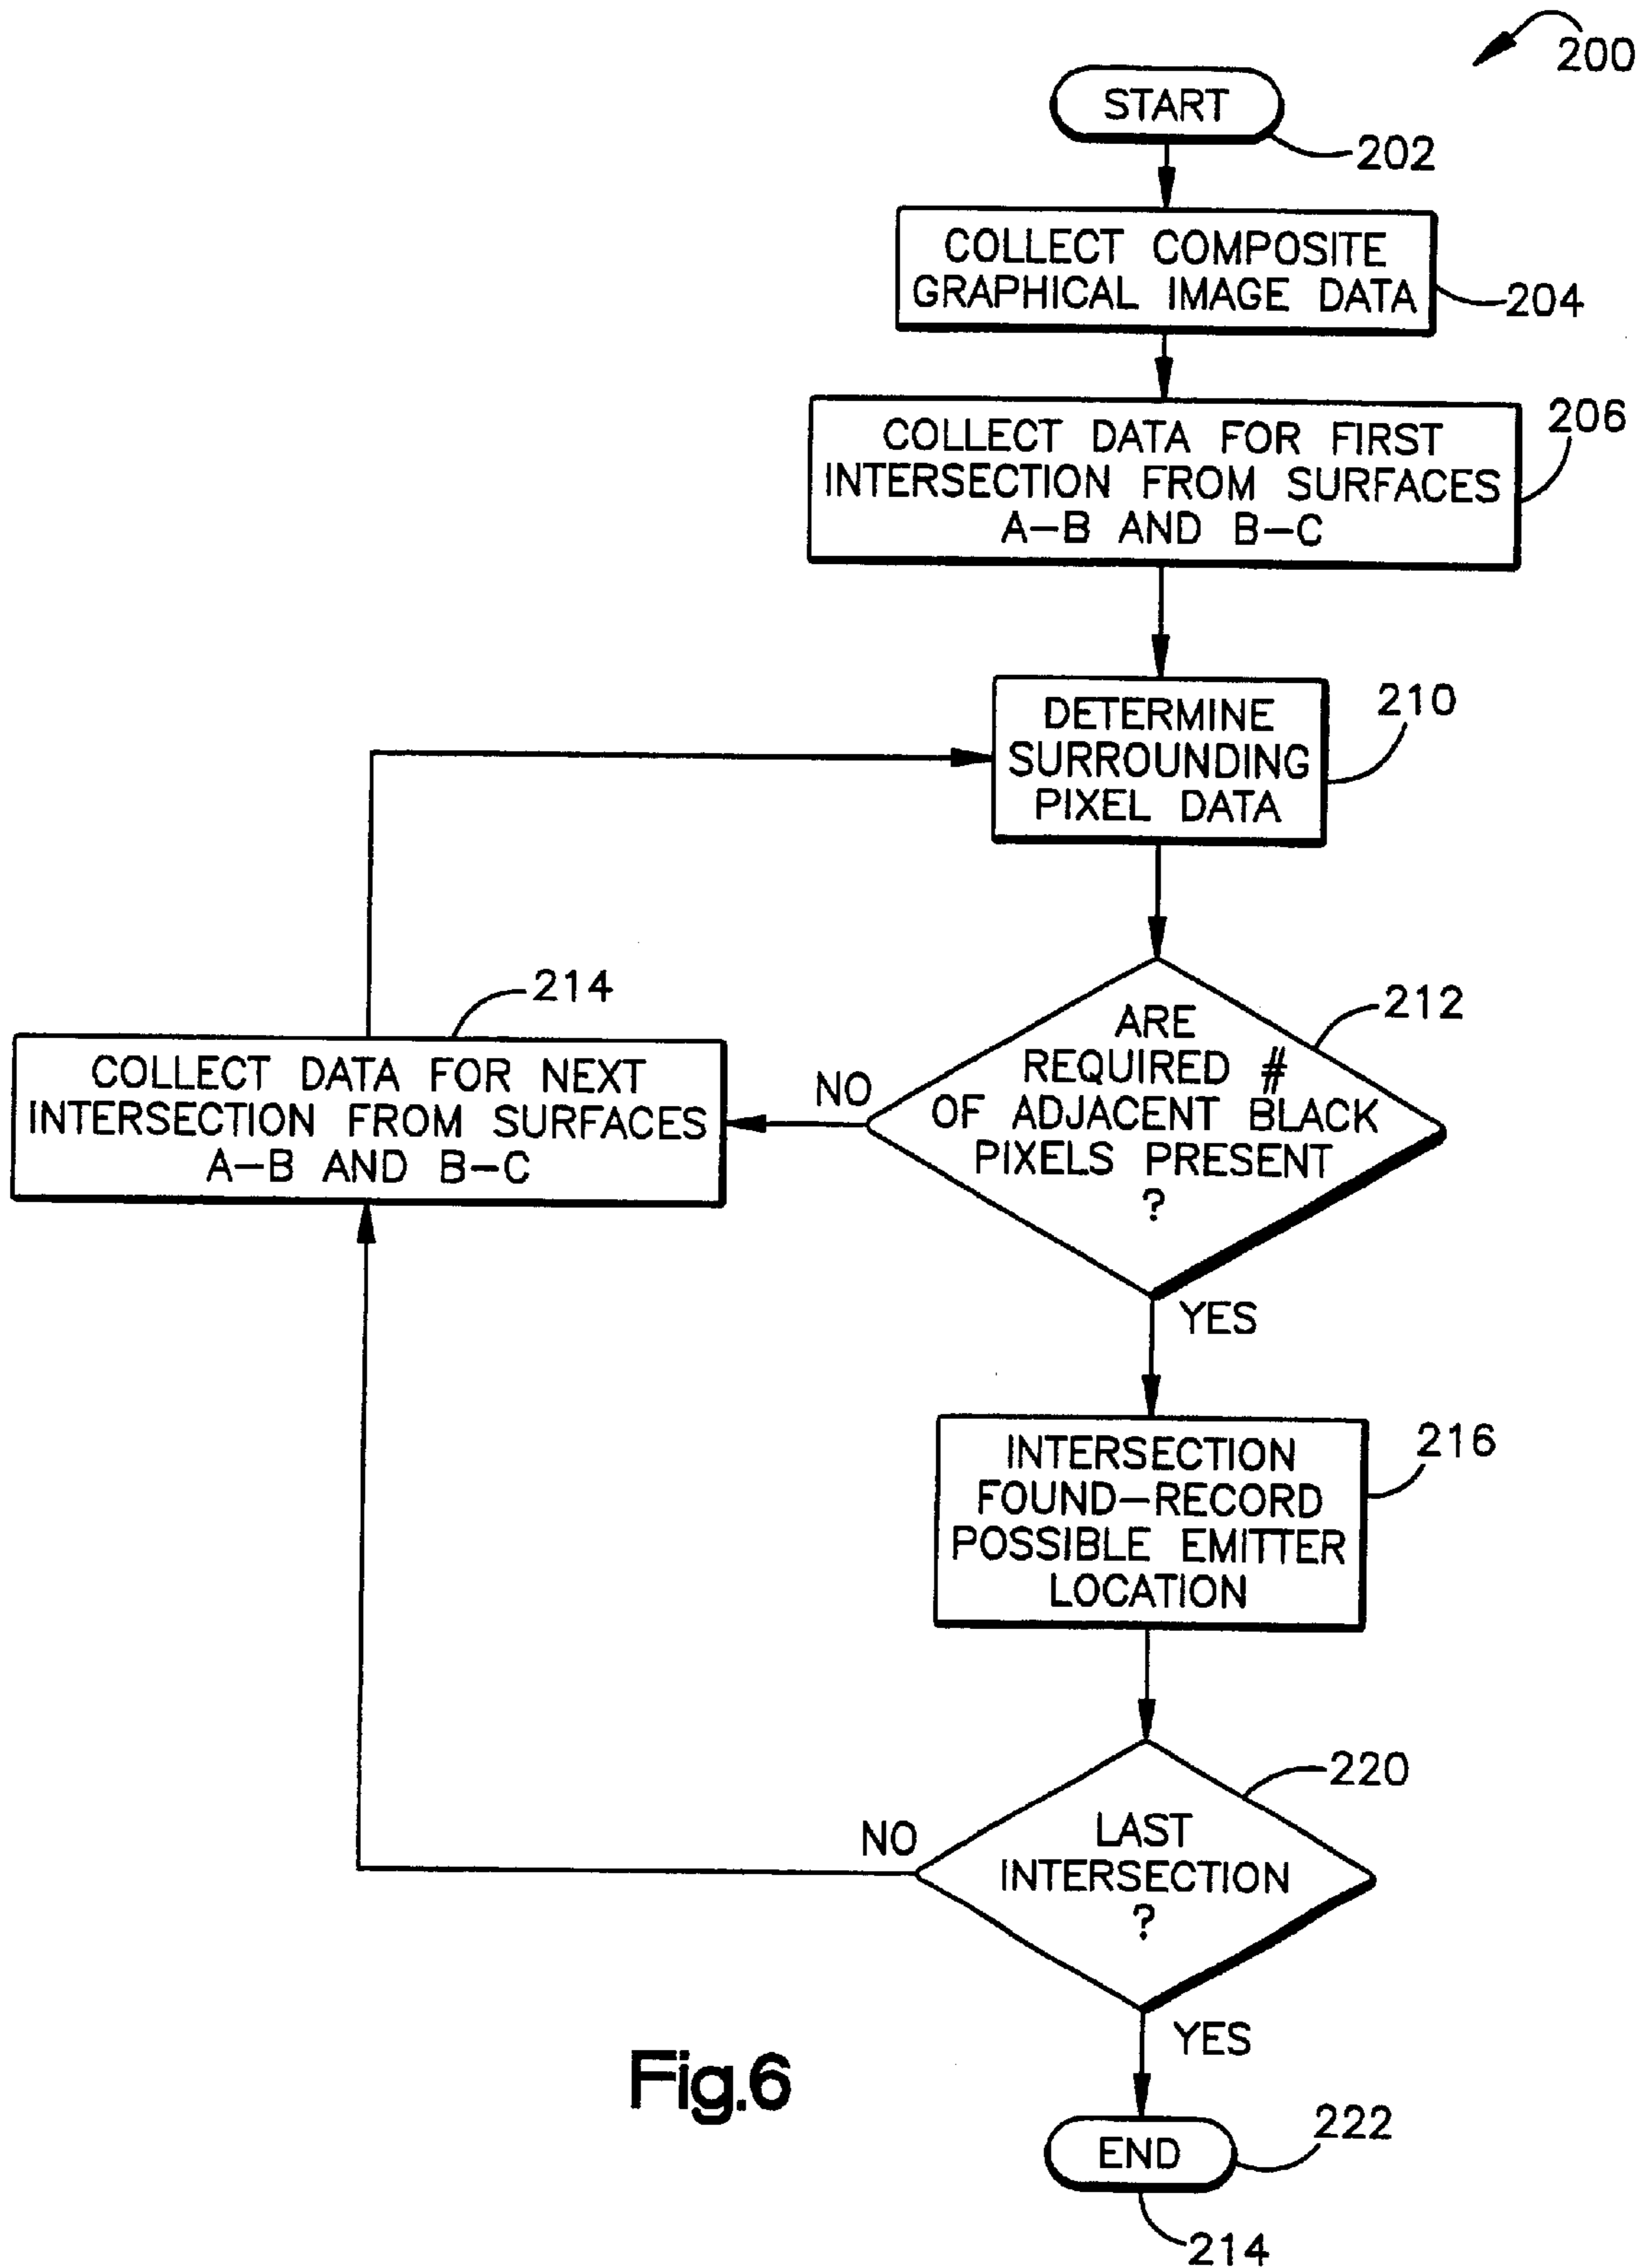 200
START
202
COLLECT COMPOSITE
GRAPHICAL IMAGE DATA
204
206
COLLECT DATA FOR FIRST
INTERSECTION FROM SURFACES
A-B AND B-C
210
DETERMINE
SURROUNDING
PIXEL DATA
214
COLLECT DATA FOR NEXT
INTERSECTION FROM SURFACES
A-B AND B-C
NO
212
ARE
REQUIRED #
OF ADJACENT BLACK
PIXELS PRESENT
?
YES
216
INTERSECTION
FOUND-RECORD
POSSIBLE EMITTER
LOCATION
220
NO
LAST
INTERSECTION
?
YES
Fig.6
222
END
214